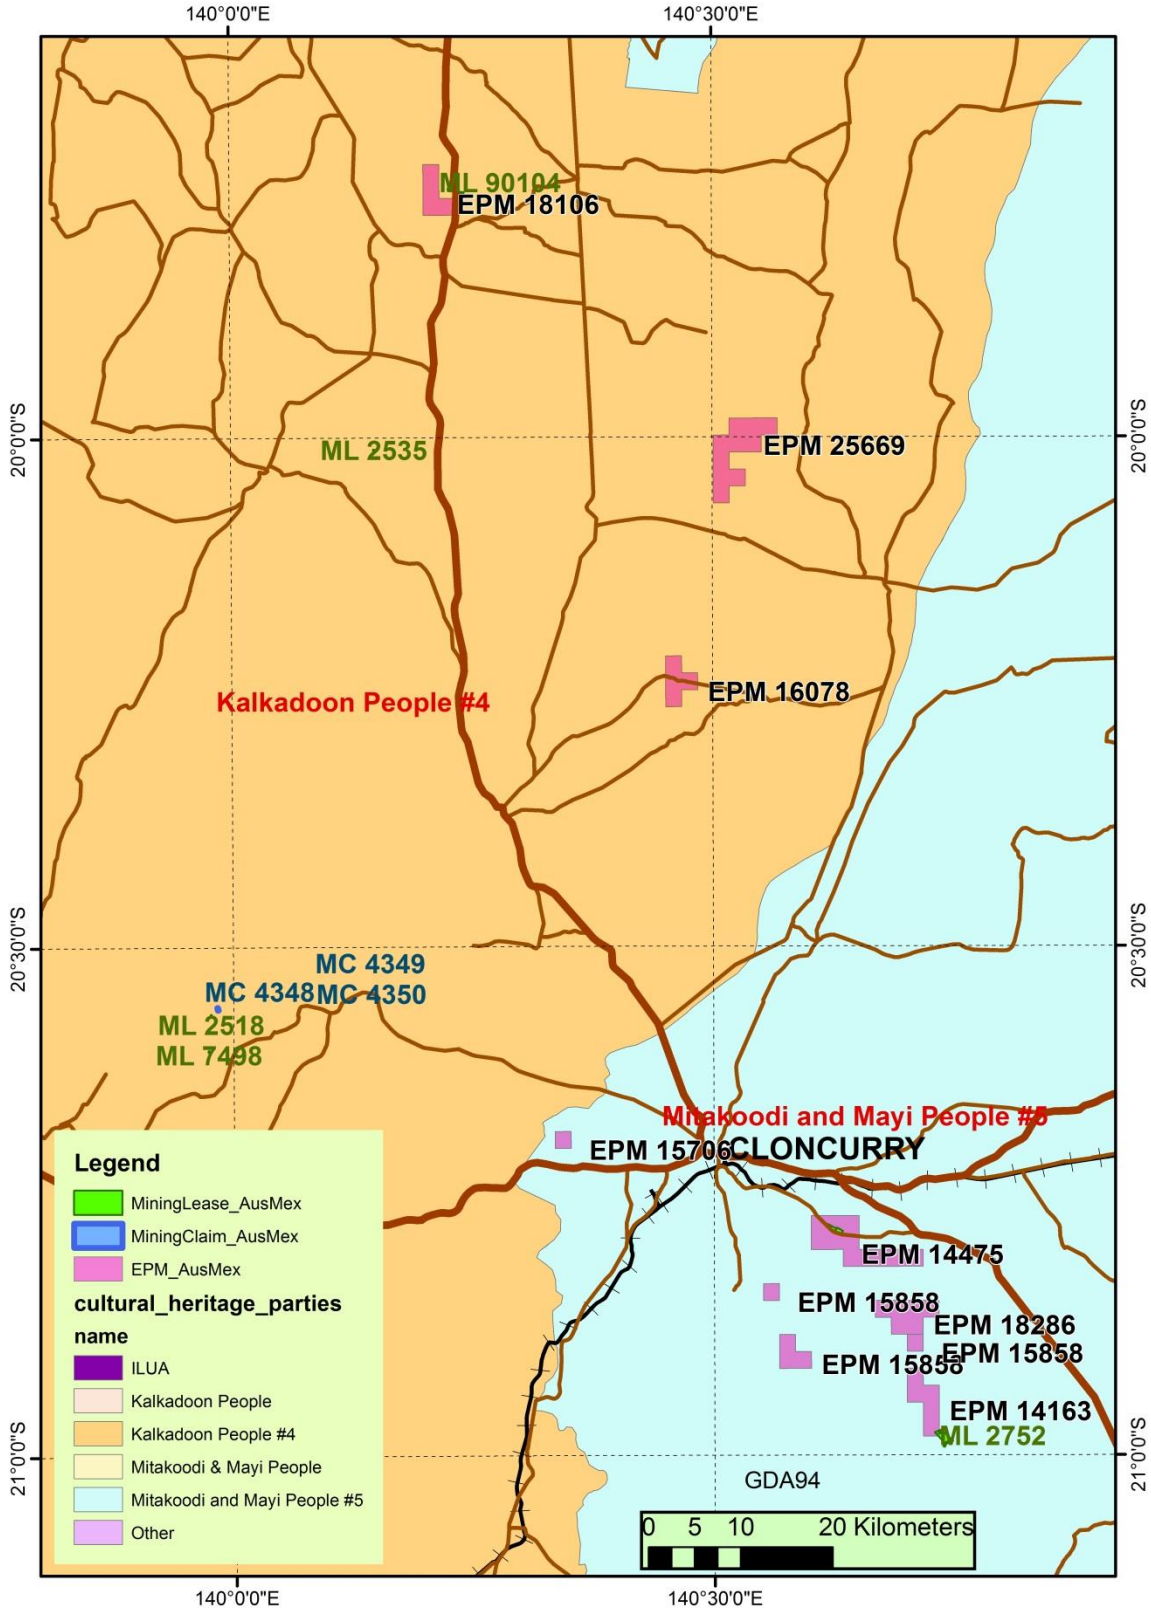 140°0'0"E
140°30'0"E
ML 90104
EPM 18106
20°0'0"S
20°0'0"S
ML 2535
EPM 25669
Kalkadoon People #4
EPM 16078
20°30'0"S
20°30'0"S
MC 4349
MC 4348
MC 4350
ML 2518
ML 7498
Mitakoodi and Mayi People #5
EPM 15706
CLONCURRY
EPM 14475
EPM 15858
EPM 18286
EPM 15858
EPM 15858
EPM 14163
ML 2752
21°0'0"S
21°0'0"S
GDA94
0 5 10 20 Kilometers
Legend
MiningLease_AusMex
MiningClaim_AusMex
EPM_AusMex
cultural_heritage_parties
name
ILUA
Kalkadoon People
Kalkadoon People #4
Mitakoodi & Mayi People
Mitakoodi and Mayi People #5
Other
140°0'0"E
140°30'0"E